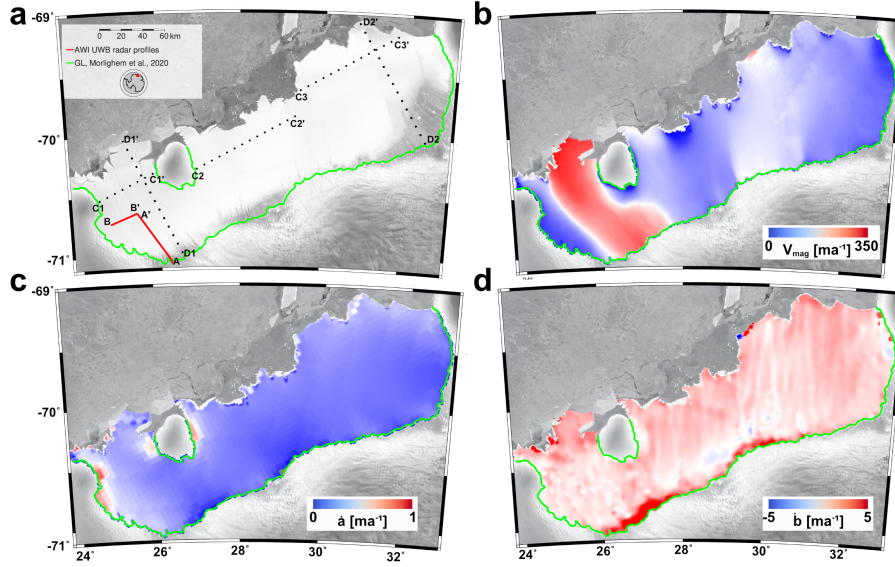 a
b
-69°
-70°
-71°
0 20 40 60
km
AWI UWB radar profiles
GL, Morlighem et al., 2020
D2'
C3'
C3
C2'
D2
D1'
C1'
C2
C1
B'
A'
B
D1
A
0 350
Vmag [ma⁻¹]
c
d
-69°
-70°
-71°
0 1
ȧ [ma⁻¹]
-5 5
ḃ [ma⁻¹]
24° 26° 28° 30° 32°
24° 26° 28° 30° 32°